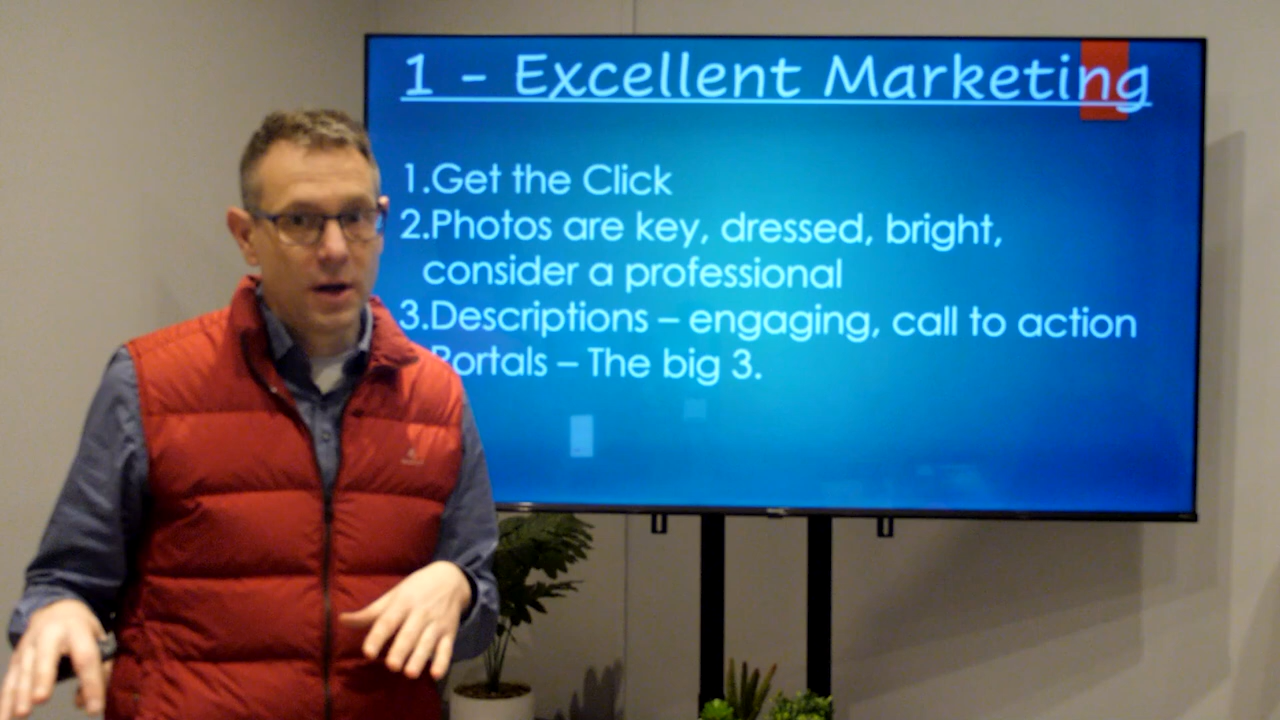 1 - Excellent Marketing
1.Get the Click
2.Photos are key, dressed, bright,
consider a professional
3.Descriptions – engaging, call to action
Portals – The big 3.